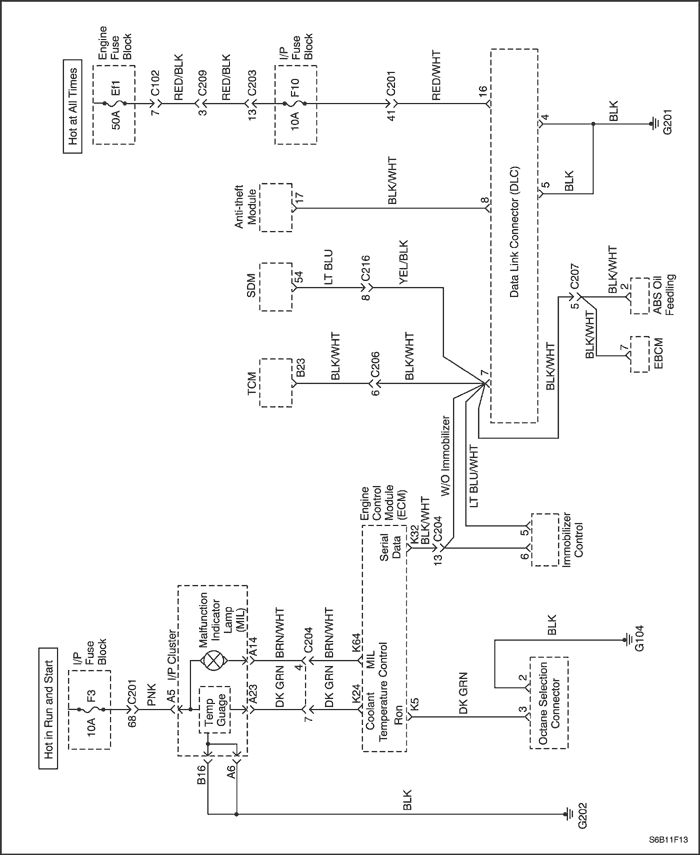 Hot in Run and Start
I/P
Fuse
Block
F3
10A
68
C201
PNK
A5
I/P Cluster
Temp
Guage
Malfunction
Indicator
Lamp
(MIL)
B16
A6
A23
A14
DK GRN
BRN/WHT
7
4
C204
DK GRN
BRN/WHT
BLK
G202
K24
K64
Coolant
Temperature Control
MIL
Ron
Engine
Control
Module
(ECM)
Serial
Data
K5
K32
DK GRN
BLK/WHT
13
C204
3
2
Octane Selection
Connector
BLK
G104
W/O Immobilizer
LT BLU/WHT
6
5
Immobilizer
Control
Hot at All Times
Engine
Fuse
Block
Ef1
50A
7
C102
RED/BLK
3
C209
RED/BLK
13
C203
I/P
Fuse
Block
F10
10A
41
C201
RED/WHT
16
Anti-theft
Module
17
BLK/WHT
8
SDM
54
LT BLU
8
C216
YEL/BLK
TCM
B23
BLK/WHT
6
C206
BLK/WHT
7
Data Link Connector (DLC)
4
5
BLK
BLK
G201
BLK/WHT
5
C207
BLK/WHT
BLK/WHT
7
EBCM
2
ABS Oil
Feedling
S6B11F13